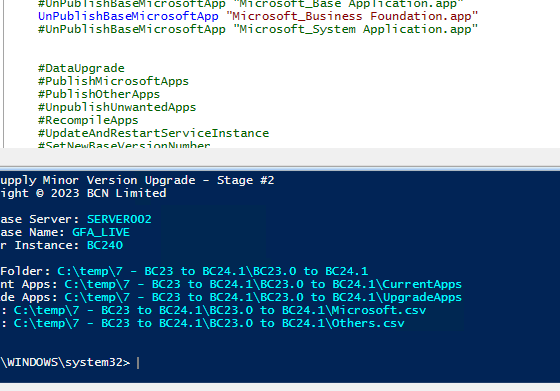 #UnPublishBaseMicrosoftApp "Microsoft_Base Application.app"
UnPublishBaseMicrosoftApp "Microsoft_Business Foundation.app"
#UnPublishBaseMicrosoftApp "Microsoft_System Application.app"
#DataUpgrade
#PublishMicrosoftApps
#PublishOtherApps
#UnpublishUnwantedApps
#RecompileApps
#UpdateAndRestartServiceInstance
#SetNewBaseVersionNumber
upply Minor Version Upgrade - Stage #2
ight © 2023 BCN Limited
ase Server: SERVER002
ase Name: GFA_LIVE
r Instance: BC240
Folder: C:\temp\7 - BC23 to BC24.1\BC23.0 to BC24.1
nt Apps: C:\temp\7 - BC23 to BC24.1\BC23.0 to BC24.1\CurrentApps
de Apps: C:\temp\7 - BC23 to BC24.1\BC23.0 to BC24.1\UpgradeApps
: C:\temp\7 - BC23 to BC24.1\BC23.0 to BC24.1\Microsoft.csv
: C:\temp\7 - BC23 to BC24.1\BC23.0 to BC24.1\Others.csv
\WINDOWS\system32>